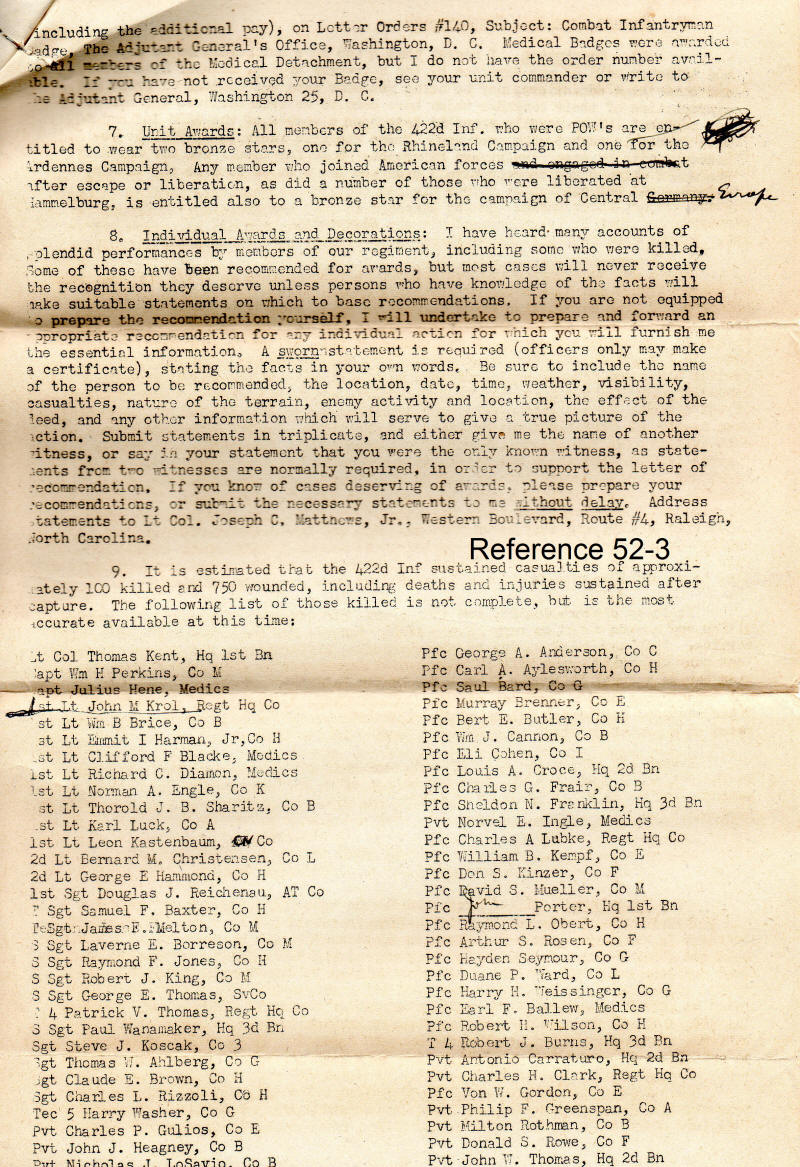 including the additional pay), on Letter Orders #140, Subject: Combat Infantryman
Badge, The Adjutant General's Office, Washington, D. C. Medical Badges were awarded
to all members of the Medical Detachment, but I do not have the order number avail-
able. If you have not received your Badge, see your unit commander or write to
The Adjutant General, Washington 25, D. C.
7. Unit Awards: All members of the 422d Inf. who were POW's are en-
titled to wear two bronze stars, one for the Rhineland Campaign and one for the
Ardennes Campaign. Any member who joined American forces and engaged in combat
after escape or liberation, as did a number of those who were liberated at
Hammelburg, is entitled also to a bronze star for the campaign of Central Germany. Europe
8. Individual Awards and Decorations: I have heard many accounts of
splendid performances by members of our regiment, including some who were killed.
Some of these have been recommended for awards, but most cases will never receive
the recognition they deserve unless persons who have knowledge of the facts will
make suitable statements on which to base recommendations. If you are not equipped
to prepare the recommendation yourself, I will undertake to prepare and forward an
appropriate recommendation for any individual action for which you will furnish me
the essential information. A sworn statement is required (officers only may make
a certificate), stating the facts in your own words. Be sure to include the name
of the person to be recommended, the location, date, time, weather, visibility,
casualties, nature of the terrain, enemy activity and location, the effect of the
deed, and any other information which will serve to give a true picture of the
action. Submit statements in triplicate, and either give me the name of another
witness, or say in your statement that you were the only known witness, as state-
ments from two witnesses are normally required, in order to support the letter of
recommendation. If you know of cases deserving of awards, please prepare your
recommendations, or submit the necessary statements to me without delay. Address
statements to Lt Col. Joseph C. Matthews, Jr., Western Boulevard, Route #4, Raleigh,
North Carolina.
Reference 52-3
9. It is estimated that the 422d Inf sustained casualties of approxi-
mately 100 killed and 750 wounded, including deaths and injuries sustained after
capture. The following list of those killed is not complete, but is the most
accurate available at this time:
Lt Col Thomas Kent, Hq 1st Bn
Capt Wm H Perkins, Co M
Capt Julius Hene, Medics
1st Lt John M Krol, Regt Hq Co
1st Lt Wm B Brice, Co B
1st Lt Emmit I Harman, Jr,Co H
1st Lt Clifford F Blacke, Medics
1st Lt Richard C. Diamon, Medics
1st Lt Norman A. Engle, Co K
1st Lt Thorold J. B. Sharitz, Co B
1st Lt Karl Luck, Co A
1st Lt Leon Kastenbaum, Co
2d Lt Bernard M. Christensen, Co L
2d Lt George E Hammond, Co H
1st Sgt Douglas J. Reichenau, AT Co
T Sgt Samuel F. Baxter, Co H
Sgt James E. Melton, Co M
S Sgt Laverne E. Borreson, Co M
S Sgt Raymond F. Jones, Co H
S Sgt Robert J. King, Co M
S Sgt George E. Thomas, SvCo
T 4 Patrick V. Thomas, Regt Hq Co
S Sgt Paul Wanamaker, Hq 3d Bn
Sgt Steve J. Koscak, Co 3
Sgt Thomas W. Ahlberg, Co G
Sgt Claude E. Brown, Co H
Sgt Charles L. Rizzoli, Co H
Tec 5 Harry Washer, Co G
Pvt Charles P. Gulios, Co E
Pvt John J. Heagney, Co B
Pvt Nicholas J. LoSavio, Co B
Pfc George A. Anderson, Co C
Pfc Carl A. Aylesworth, Co H
Pfc Saul Bard, Co G
Pfc Murray Brenner, Co E
Pfc Bert E. Butler, Co H
Pfc Wm J. Cannon, Co B
Pfc Eli Cohen, Co I
Pfc Louis A. Croce, Hq 2d Bn
Pfc Charles G. Frair, Co B
Pfc Sheldon N. Franklin, Hq 3d Bn
Pvt Norvel E. Ingle, Medics
Pfc Charles A Lubke, Regt Hq Co
Pfc William B. Kempf, Co E
Pfc Don S. Kinzer, Co F
Pfc David S. Mueller, Co M
Pfc John Porter, Hq 1st Bn
Pfc Raymond L. Obert, Co H
Pfc Arthur S. Rosen, Co F
Pfc Hayden Seymour, Co G
Pfc Duane P. Ward, Co L
Pfc Harry H. Weissinger, Co G
Pfc Earl F. Ballew, Medics
Pfc Robert H. Wilson, Co H
T 4 Robert J. Burns, Hq 3d Bn
Pvt Antonio Carraturo, Hq 2d Bn
Pvt Charles H. Clark, Regt Hq Co
Pfc Von W. Gordon, Co E
Pvt Philip F. Greenspan, Co A
Pvt Milton Rothman, Co B
Pvt Donald S. Rowe, Co F
Pvt John W. Thomas, Hq 2d Bn